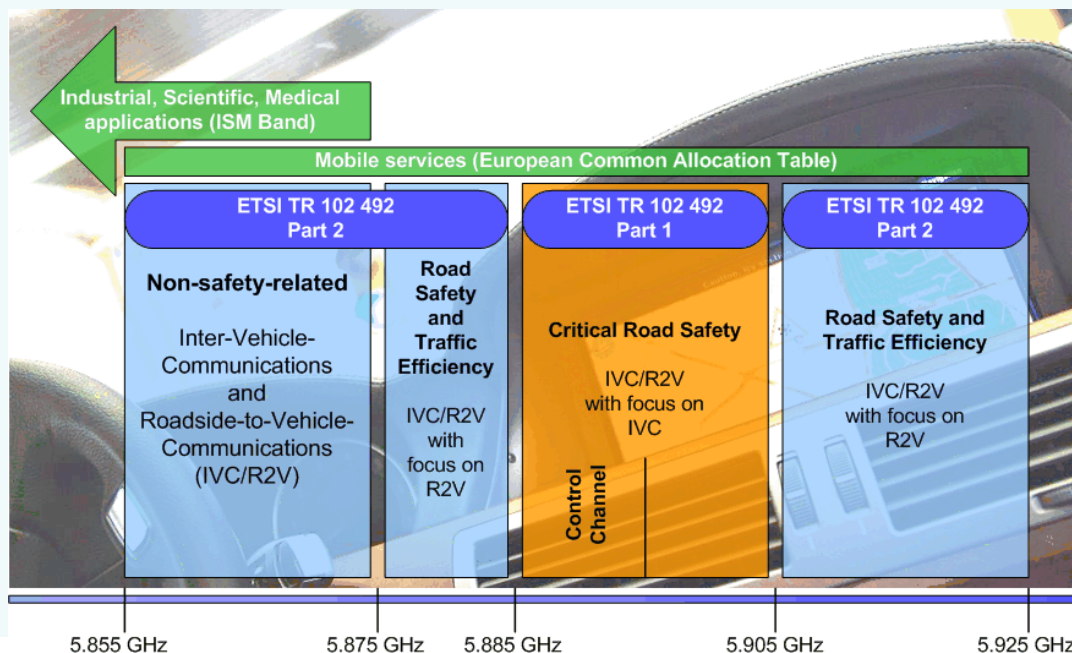 Industrial, Scientific, Medical
applications (ISM Band)
Mobile services (European Common Allocation Table)
ETSI TR 102 492
Part 2
Non-safety-related
Inter-Vehicle-
Communications
and
Roadside-to-Vehicle-
Communications
(IVC/R2V)
Road
Safety
and
Traffic
Efficiency
IVC/R2V
with
focus on
R2V
ETSI TR 102 492
Part 1
Critical Road Safety
IVC/R2V
with focus on
IVC
Control
Channel
ETSI TR 102 492
Part 2
Road Safety and
Traffic Efficiency
IVC/R2V
with focus on
R2V
5.855 GHz
5.875 GHz
5.885 GHz
5.905 GHz
5.925 GHz